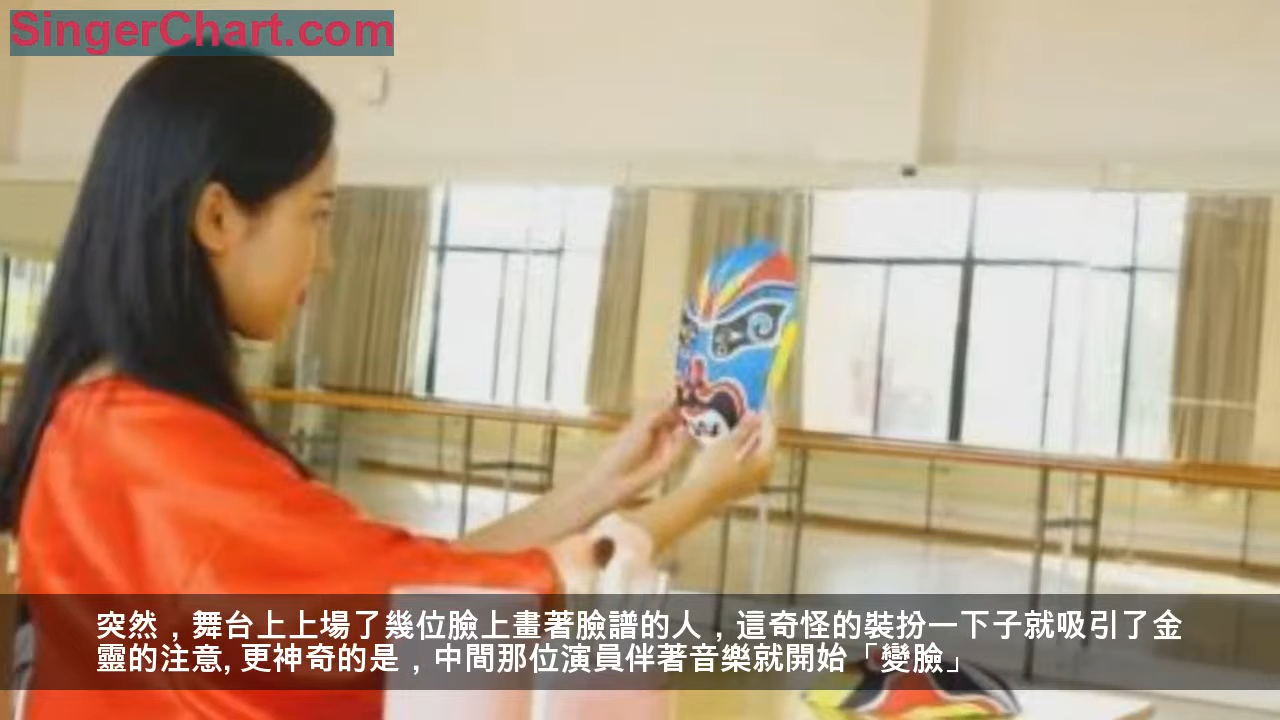 SingerChart.com
突然，舞台上上場了幾位臉上畫著臉譜的人，這奇怪的裝扮一下子就吸引了金
靈的注意, 更神奇的是，中間那位演員伴著音樂就開始「變臉」